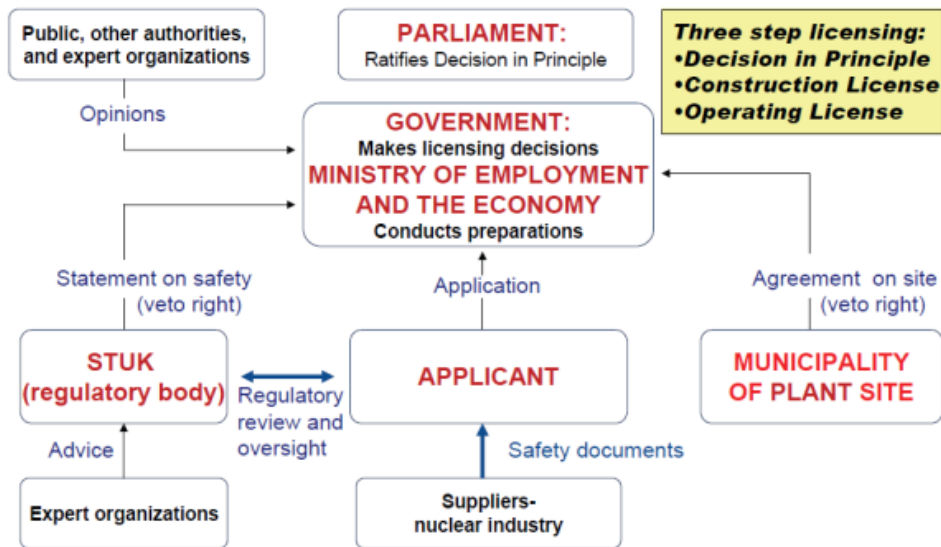 Public, other authorities,
and expert organizations
PARLIAMENT:
Ratifies Decision in Principle
Three step licensing:
•Decision in Principle
•Construction License
•Operating License
Opinions
GOVERNMENT:
Makes licensing decisions
MINISTRY OF EMPLOYMENT
AND THE ECONOMY
Conducts preparations
Statement on safety
(veto right)
Application
Agreement on site
(veto right)
STUK
(regulatory body)
Regulatory
review and
oversight
APPLICANT
MUNICIPALITY
OF PLANT SITE
Advice
Safety documents
Expert organizations
Suppliers-
nuclear industry